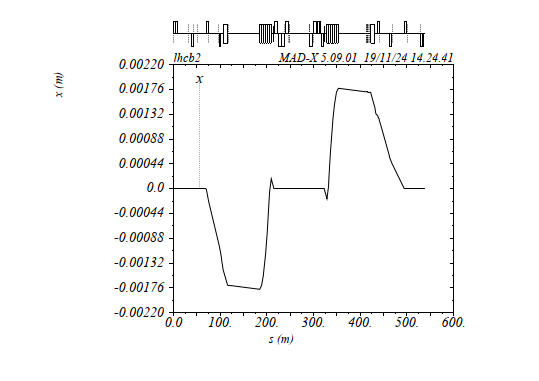 lhcb2 MAD-X 5.09.01 19/11/24 14.24.41
x (m)
0.00220
x
0.00176
0.00132
0.00088
0.00044
0.0
-0.00044
-0.00088
-0.00132
-0.00176
-0.00220
0.0 100. 200. 300. 400. 500. 600.
s (m)